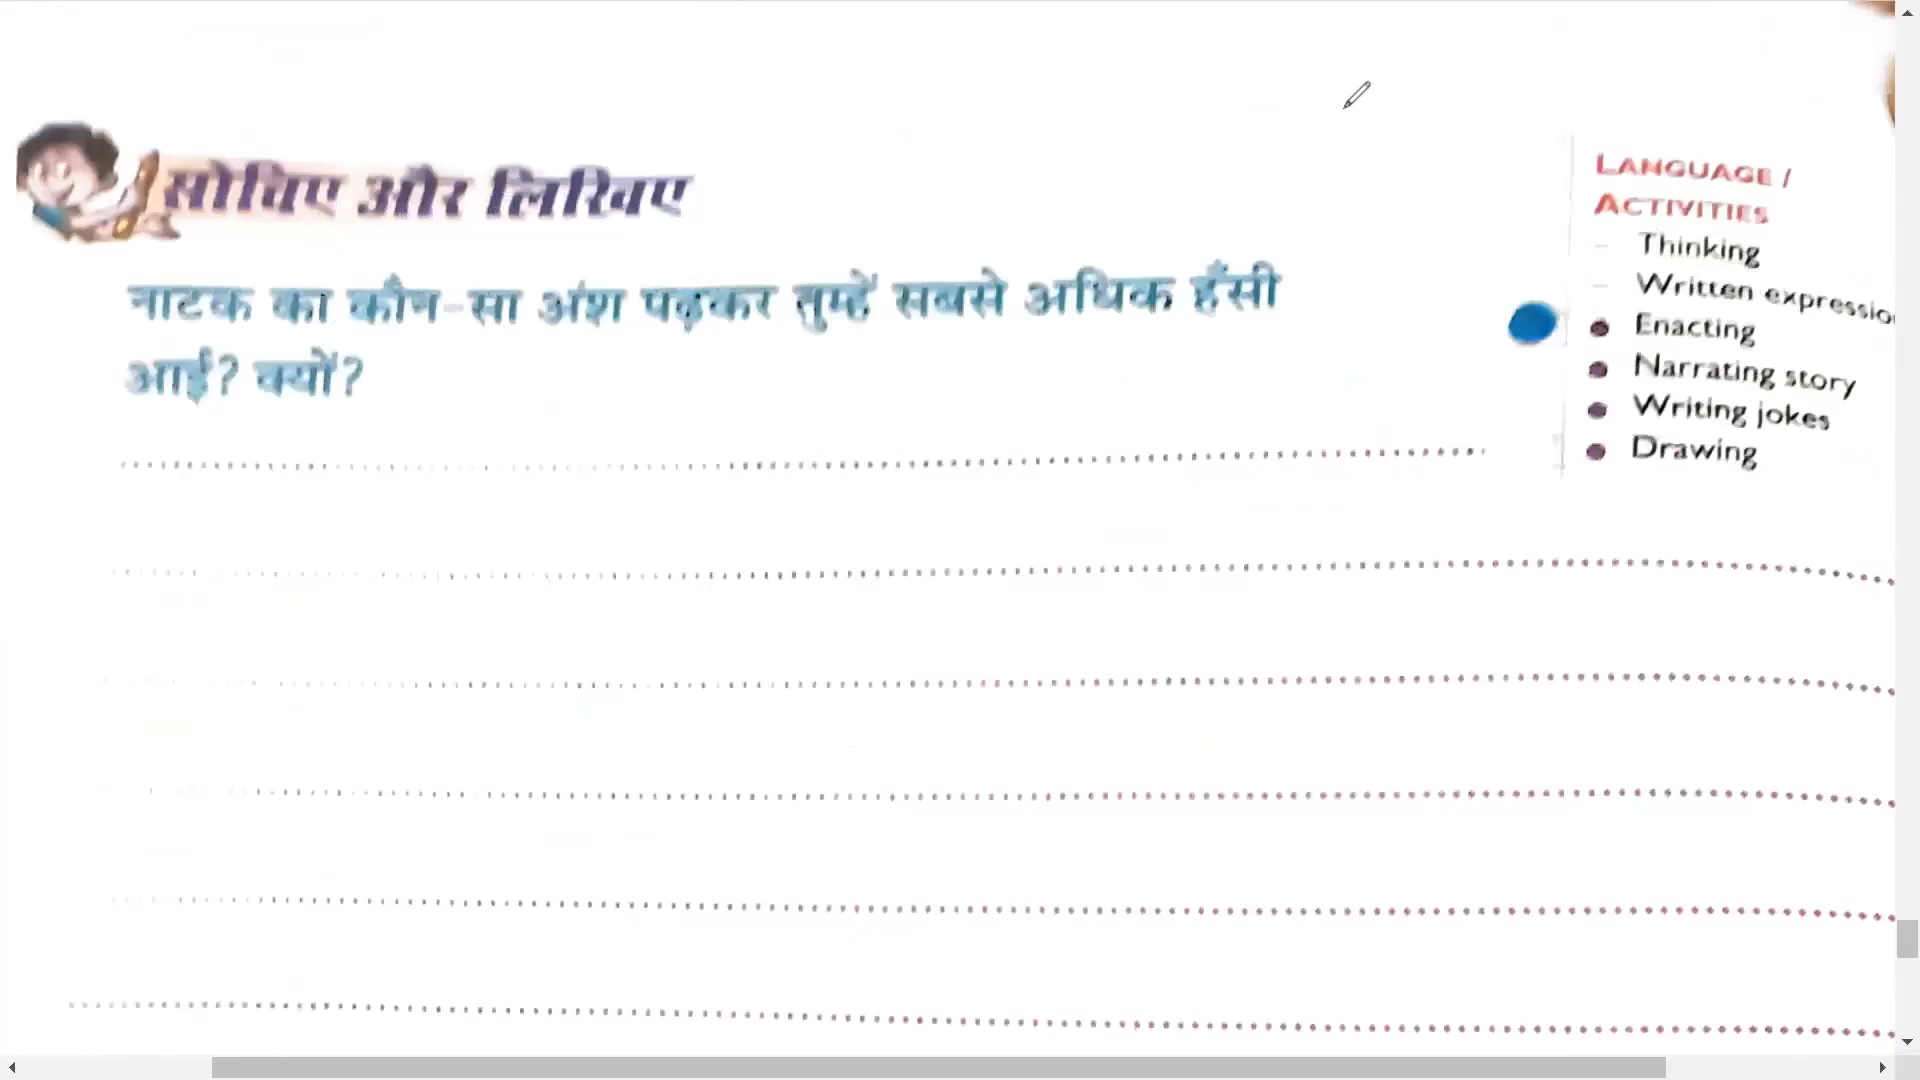 सोचिए और लिखिए
नाटक का कौन-सा अंश पढ़कर तुम्हें सबसे अधिक हँसी
आई? क्यों?
LANGUAGE /
ACTIVITIES
Thinking
Written expressio
Enacting
Narrating story
Writing jokes
Drawing